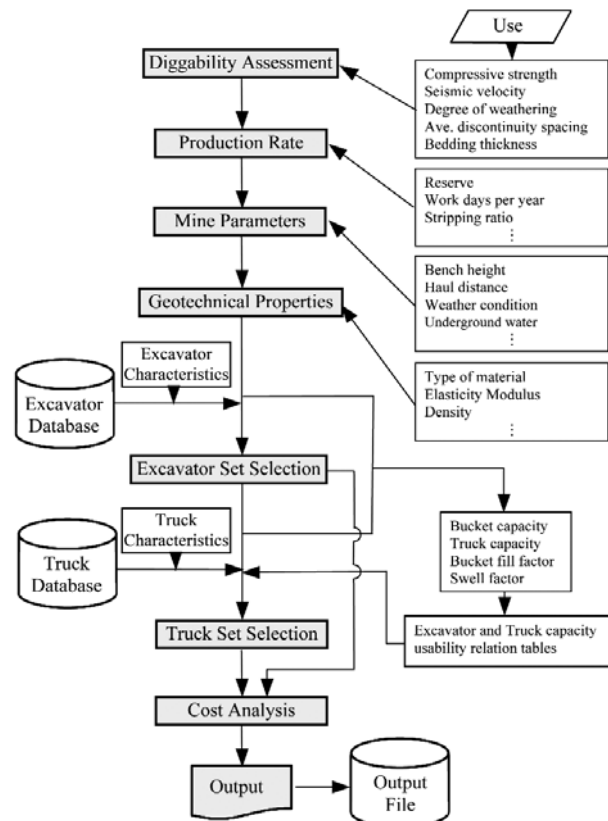 Use
Diggability Assessment
Compressive strength
Seismic velocity
Degree of weathering
Ave. discontinuity spacing
Bedding thickness
Production Rate
Reserve
Work days per year
Stripping ratio
⋮
Mine Parameters
Bench height
Haul distance
Weather condition
Underground water
⋮
Geotechnical Properties
Type of material
Elasticity Modulus
Density
⋮
Excavator
Characteristics
Excavator
Database
Excavator Set Selection
Bucket capacity
Truck capacity
Bucket fill factor
Swell factor
Truck
Characteristics
Truck
Database
Excavator and Truck capacity
usability relation tables
Truck Set Selection
Cost Analysis
Output
Output
File